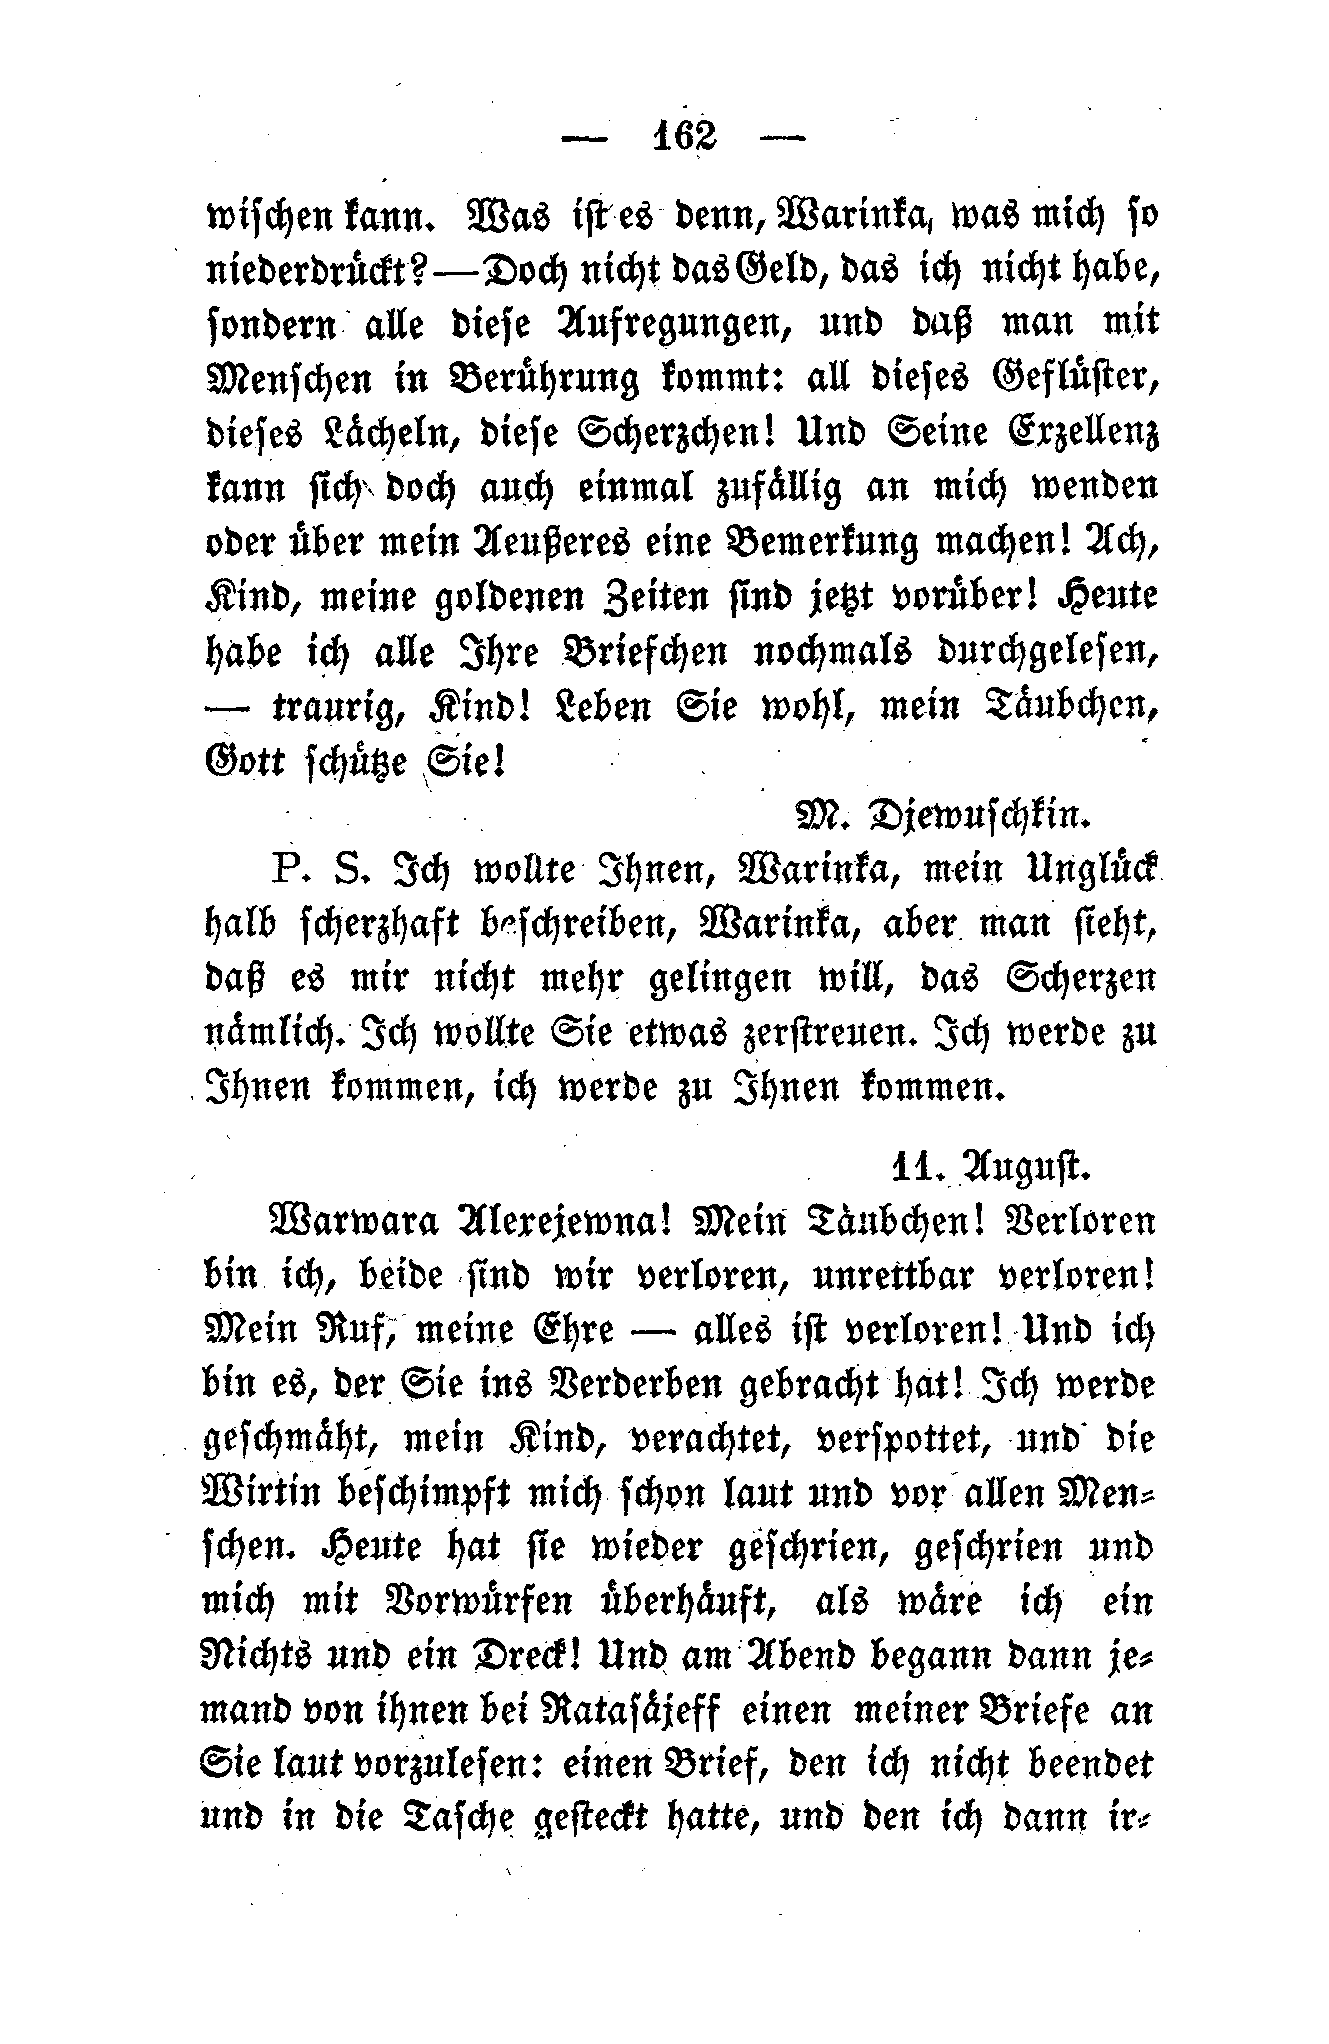 — 162 —
wischen kann. Was ist es denn, Warinka, was mich so
niederdrückt?—Doch nicht das Geld, das ich nicht habe,
sondern alle diese Aufregungen, und daß man mit
Menschen in Berührung kommt: all dieses Geflüster,
dieses Lächeln, diese Scherzchen! Und Seine Exzellenz
kann sich doch auch einmal zufällig an mich wenden
oder über mein Aeußeres eine Bemerkung machen! Ach,
Kind, meine goldenen Zeiten sind jetzt vorüber! Heute
habe ich alle Ihre Briefchen nochmals durchgelesen,
— traurig, Kind! Leben Sie wohl, mein Täubchen,
Gott schütze Sie!
M. Djewuschkin.
P. S. Ich wollte Ihnen, Warinka, mein Unglück
halb scherzhaft beschreiben, Warinka, aber man sieht,
daß es mir nicht mehr gelingen will, das Scherzen
nämlich. Ich wollte Sie etwas zerstreuen. Ich werde zu
Ihnen kommen, ich werde zu Ihnen kommen.
11. August.
Warwara Alexejewna! Mein Täubchen! Verloren
bin ich, beide sind wir verloren, unrettbar verloren!
Mein Ruf, meine Ehre — alles ist verloren! Und ich
bin es, der Sie ins Verderben gebracht hat! Ich werde
geschmäht, mein Kind, verachtet, verspottet, und die
Wirtin beschimpft mich schon laut und vor allen Men-
schen. Heute hat sie wieder geschrien, geschrien und
mich mit Vorwürfen überhäuft, als wäre ich ein
Nichts und ein Dreck! Und am Abend begann dann je-
mand von ihnen bei Ratasäjeff einen meiner Briefe an
Sie laut vorzulesen: einen Brief, den ich nicht beendet
und in die Tasche gesteckt hatte, und den ich dann ir-